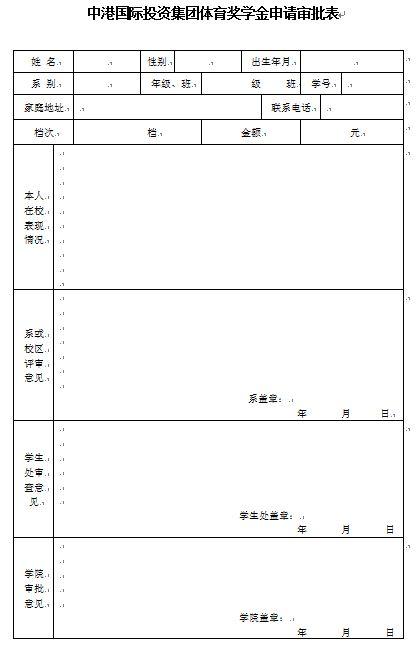 中港国际投资集团体育奖学金申请审批表
姓 名 性别 出生年月
系 别 年级、班 级 班 学号
家庭地址 联系电话
档次 档 金额 元
本人
在校
表现
情况
系或
校区
评审
意见
系盖章：
年 月 日
学生
处审
查意
见
学生处盖章：
年 月 日
学院
审批
意见
学院盖章：
年 月 日